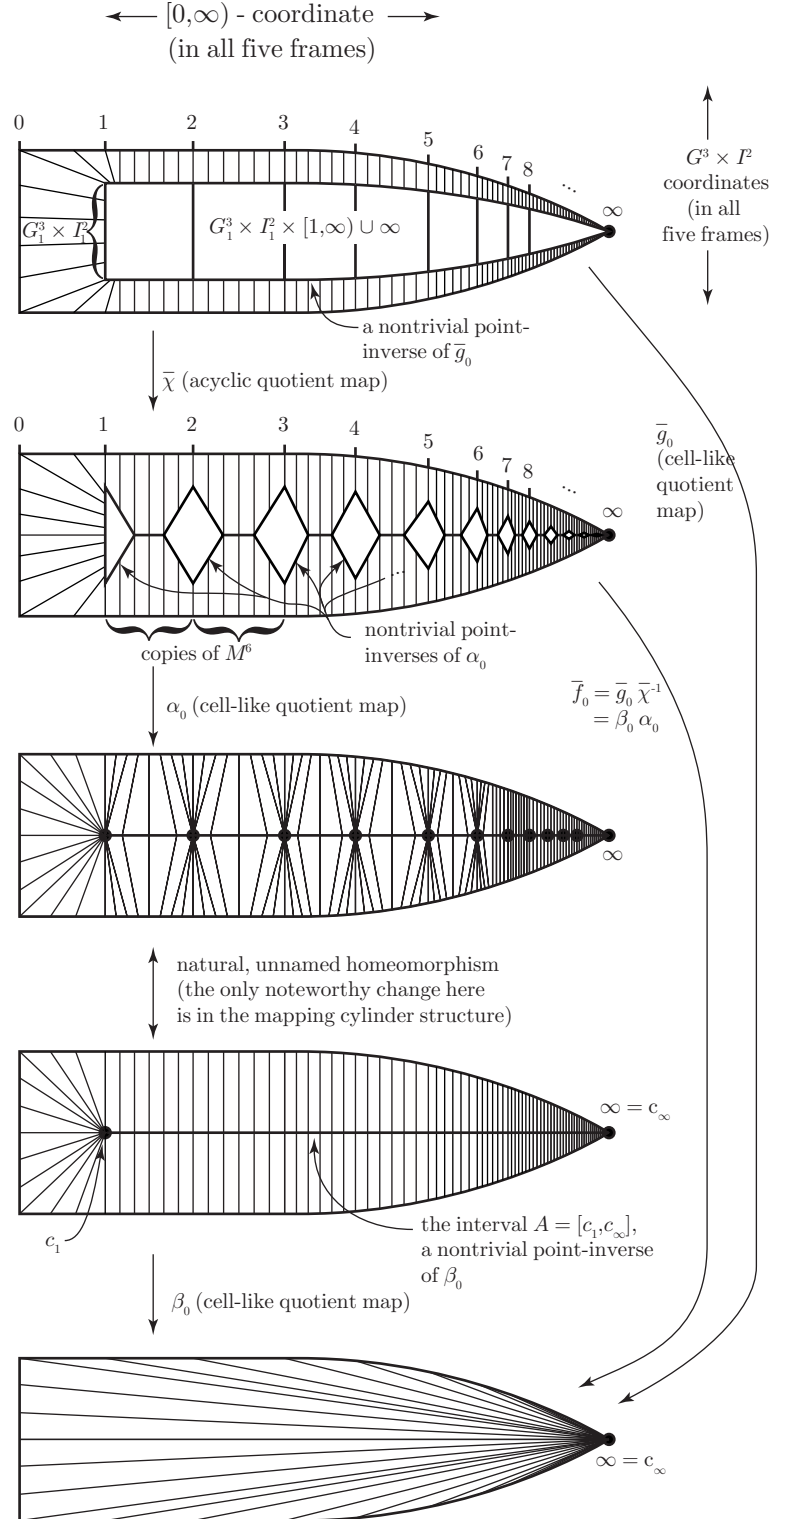 [0,∞) - coordinate
(in all five frames)
0 1 2 3 4 5 6 7 8 ... ∞
G³ × I²
coordinates
(in all
five frames)
G₁³ × I₁²
G₁³ × I₁² × [1,∞) ∪ ∞
a nontrivial point-
inverse of g̅₀
χ̅ (acyclic quotient map)
0 1 2 3 4 5 6 7 8 ... ∞
g̅₀
(cell-like
quotient
map)
...
nontrivial point-
inverses of α₀
copies of M⁶
f̅₀ = g̅₀ χ̅⁻¹
= β₀ α₀
α₀ (cell-like quotient map)
∞
natural, unnamed homeomorphism
(the only noteworthy change here
is in the mapping cylinder structure)
∞ = c∞
c₁
the interval A = [c₁,c∞],
a nontrivial point-inverse
of β₀
β₀ (cell-like quotient map)
∞ = c∞